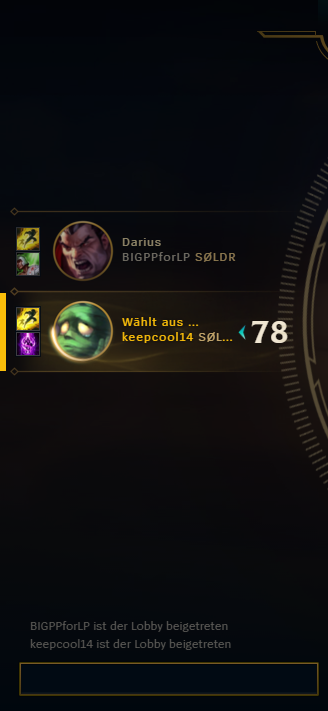 Darius
BIGPPforLP SØLDR
Wählt aus ...
keepcool14 SØL...
78
BIGPPforLP ist der Lobby beigetreten
keepcool14 ist der Lobby beigetreten